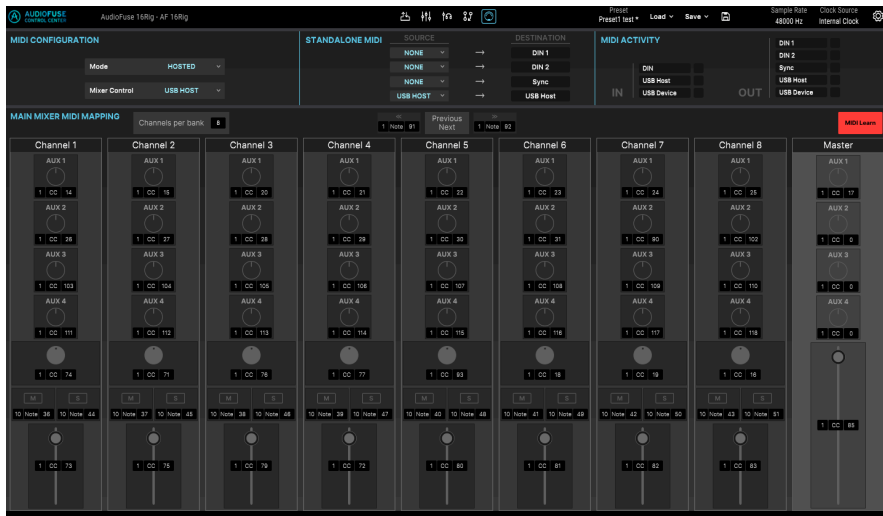 AUDIOFUSE
CONTROL CENTER
AudioFuse 16Rig - AF 16Rig
Preset
Preset1 test *
Load
Save
Sample Rate
48000 Hz
Clock Source
Internal Clock
MIDI CONFIGURATION
Mode HOSTED
Mixer Control USB HOST
STANDALONE MIDI
SOURCE DESTINATION
NONE → DIN 1
NONE → DIN 2
NONE → Sync
USB HOST → USB Host
MIDI ACTIVITY
IN
DIN
USB Host
USB Device
OUT
DIN 1
DIN 2
Sync
USB Host
USB Device
MAIN MIXER MIDI MAPPING
Channels per bank 8
<< Previous >>
1 Note 91 Next 1 Note 92
MIDI Learn
Channel 1 Channel 2 Channel 3 Channel 4 Channel 5 Channel 6 Channel 7 Channel 8 Master
AUX 1 AUX 1 AUX 1 AUX 1 AUX 1 AUX 1 AUX 1 AUX 1 AUX 1
1 CC 14 1 CC 15 1 CC 20 1 CC 21 1 CC 22 1 CC 23 1 CC 24 1 CC 25 1 CC 17
AUX 2 AUX 2 AUX 2 AUX 2 AUX 2 AUX 2 AUX 2 AUX 2 AUX 2
1 CC 26 1 CC 27 1 CC 28 1 CC 29 1 CC 30 1 CC 31 1 CC 90 1 CC 102 1 CC 0
AUX 3 AUX 3 AUX 3 AUX 3 AUX 3 AUX 3 AUX 3 AUX 3 AUX 3
1 CC 103 1 CC 104 1 CC 105 1 CC 106 1 CC 107 1 CC 108 1 CC 109 1 CC 110 1 CC 0
AUX 4 AUX 4 AUX 4 AUX 4 AUX 4 AUX 4 AUX 4 AUX 4 AUX 4
1 CC 111 1 CC 112 1 CC 113 1 CC 114 1 CC 115 1 CC 116 1 CC 117 1 CC 118 1 CC 0
1 CC 74 1 CC 71 1 CC 76 1 CC 77 1 CC 93 1 CC 18 1 CC 19 1 CC 16
M S M S M S M S M S M S M S M S
10 Note 36 10 Note 44 10 Note 37 10 Note 45 10 Note 38 10 Note 46 10 Note 39 10 Note 47 10 Note 40 10 Note 48 10 Note 41 10 Note 49 10 Note 42 10 Note 50 10 Note 43 10 Note 51
1 CC 85
1 CC 73 1 CC 75 1 CC 79 1 CC 72 1 CC 80 1 CC 81 1 CC 82 1 CC 83